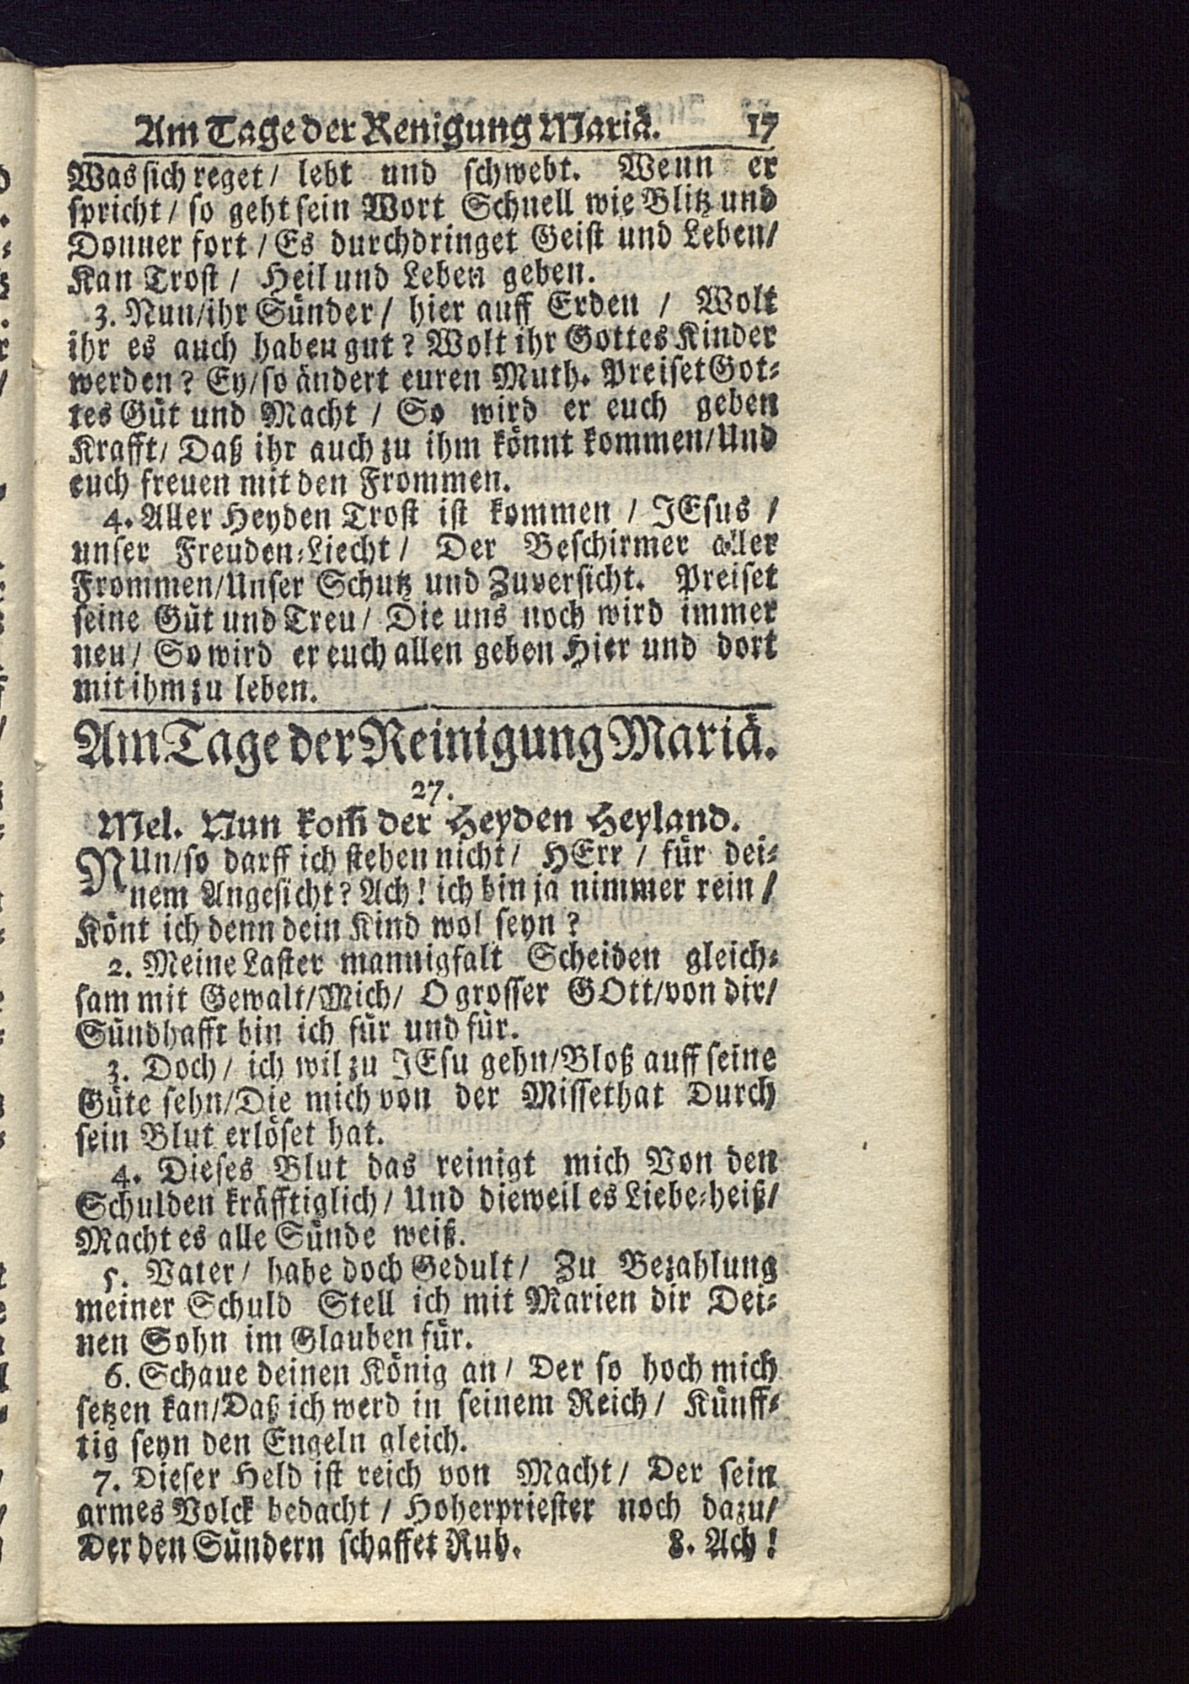 Am Tage der Renigung Mariä. 17
Was sich reget/ lebt und schwebt. Wenn er
spricht/ so geht sein Wort Schnell wie Blitz und
Donner fort/ Es durchdringet Geist und Leben/
Kan Trost/ Heil und Leben geben.
3. Nun/ihr Sünder/ hier auff Erden / Wolt
ihr es auch haben gut? Wolt ihr Gottes Kinder
werden? Ey/so ändert euren Muth. Preiset Got-
tes Güt und Macht / So wird er euch geben
Krafft/ Daß ihr auch zu ihm könnt kommen/Und
euch freuen mit den Frommen.
4. Aller Heyden Trost ist kommen / JEsus /
unser Freuden-Liecht/ Der Beschirmer aller
Frommen/Unser Schutz und Zuversicht. Preiset
seine Güt und Treu/ Die uns noch wird immer
neu/ So wird er euch allen geben Hier und dort
mit ihm zu leben.
Am Tage der Reinigung Mariä.
27.
Mel. Nun kom̃ der Heyden Heyland.
NUn/so darff ich stehen nicht/ HErr / für dei-
nem Angesicht? Ach! ich bin ja nimmer rein/
Könt ich denn dein Kind wol seyn?
2. Meine Laster mannigfalt Scheiden gleich-
sam mit Gewalt/Mich/ O grosser GOtt/von dir/
Sündhafft bin ich für und für.
3. Doch/ ich wil zu JEsu gehn/Bloß auff seine
Güte sehn/Die mich von der Missethat Durch
sein Blut erlöset hat.
4. Dieses Blut das reinigt mich Von den
Schulden kräfftiglich/ Und dieweil es Liebe-heiß/
Macht es alle Sünde weiß.
5. Vater/ habe doch Gedult/ Zu Bezahlung
meiner Schuld Stell ich mit Marien dir Dei-
nen Sohn im Glauben für.
6. Schaue deinen König an/ Der so hoch mich
setzen kan/Daß ich werd in seinem Reich/ Künff-
tig seyn den Engeln gleich.
7. Dieser Held ist reich von Macht/ Der sein
armes Volck bedacht / Hoherpriester noch dazu/
Der den Sündern schaffet Ruh. 8. Ach!